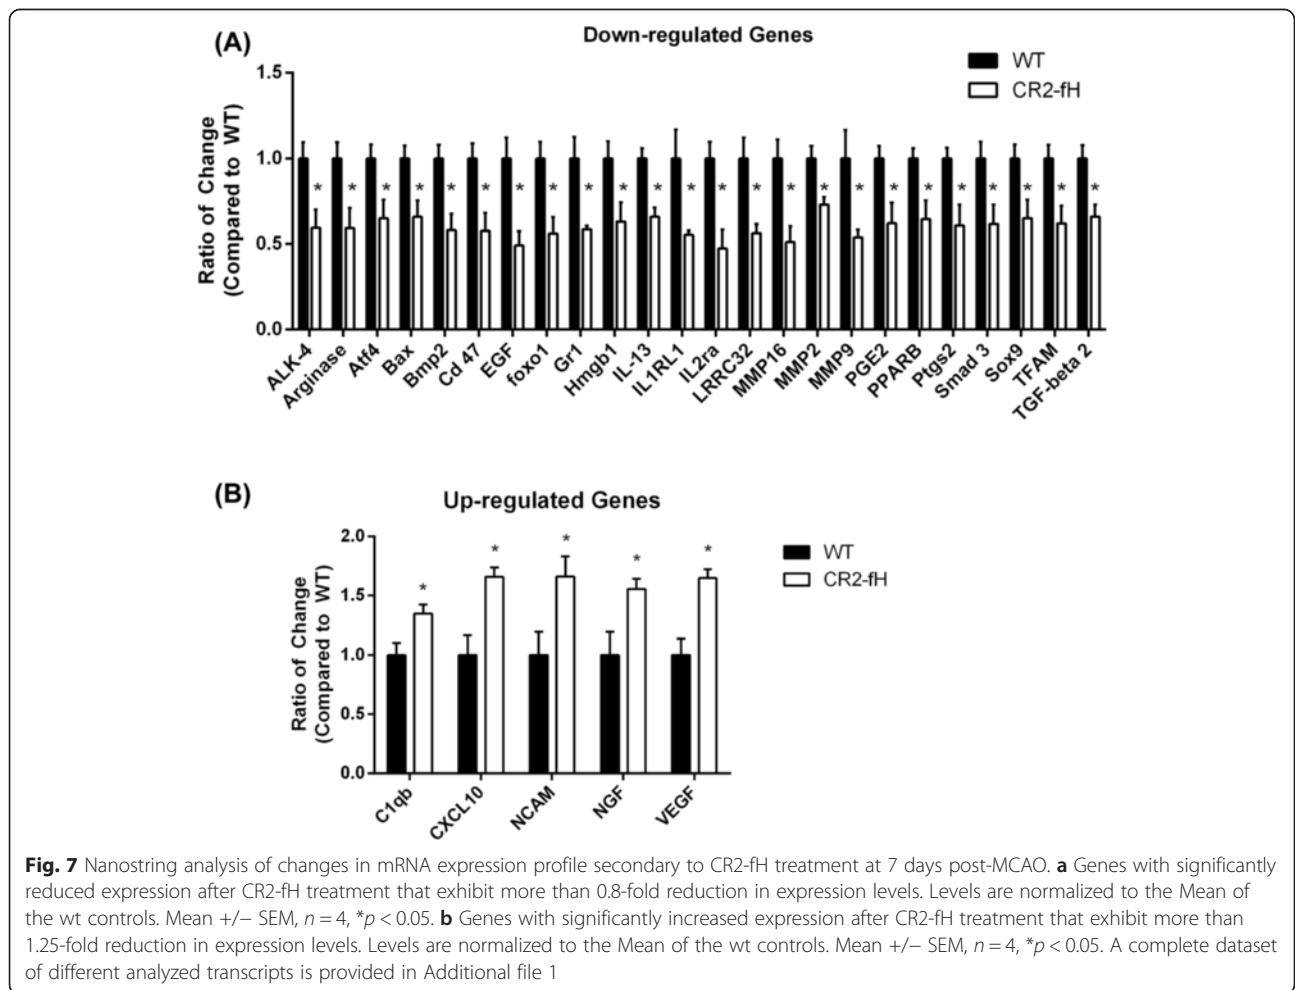 (A)
Down-regulated Genes
WT
CR2-fH
Ratio of Change
(Compared to WT)
1.5
1.0
0.5
0.0
ALK-4
Arginase
Atf4
Bax
Bmp2
Cd 47
EGF
foxo1
Gr1
Hmgb1
IL-13
IL1RL1
IL2ra
LRRC32
MMP16
MMP2
MMP9
PGE2
PPARB
Ptgs2
Smad 3
Sox9
TFAM
TGF-beta 2
* * * * * * * * * * * * * * * * * * * * * * * *
(B)
Up-regulated Genes
WT
CR2-fH
Ratio of Change
(Compared to WT)
2.0
1.5
1.0
0.5
0.0
* * * * *
C1qb
CXCL10
NCAM
NGF
VEGF
Fig. 7 Nanostring analysis of changes in mRNA expression profile secondary to CR2-fH treatment at 7 days post-MCAO. a Genes with significantly
reduced expression after CR2-fH treatment that exhibit more than 0.8-fold reduction in expression levels. Levels are normalized to the Mean of
the wt controls. Mean +/− SEM, n = 4, *p < 0.05. b Genes with significantly increased expression after CR2-fH treatment that exhibit more than
1.25-fold reduction in expression levels. Levels are normalized to the Mean of the wt controls. Mean +/− SEM, n = 4, *p < 0.05. A complete dataset
of different analyzed transcripts is provided in Additional file 1